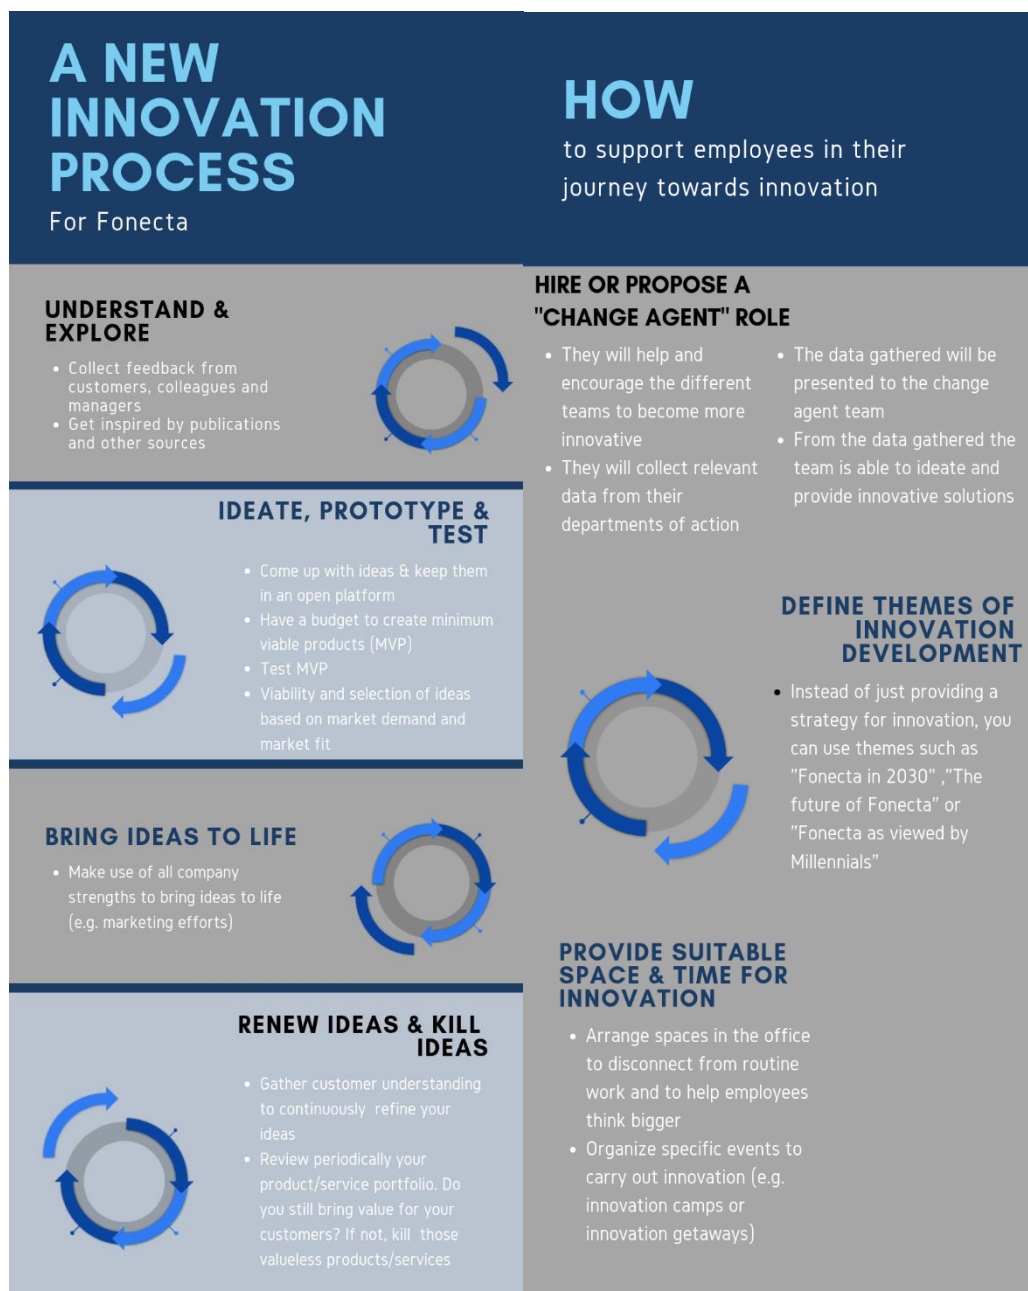 A NEW
INNOVATION
PROCESS
For Fonecta
UNDERSTAND &
EXPLORE
• Collect feedback from
customers, colleagues and
managers
• Get inspired by publications
and other sources
IDEATE, PROTOTYPE &
TEST
• Come up with ideas & keep them
in an open platform
• Have a budget to create minimum
viable products (MVP)
• Test MVP
• Viability and selection of ideas
based on market demand and
market fit
BRING IDEAS TO LIFE
• Make use of all company
strengths to bring ideas to life
(e.g. marketing efforts)
RENEW IDEAS & KILL
IDEAS
• Gather customer understanding
to continuously refine your
ideas
• Review periodically your
product/service portfolio. Do
you still bring value for your
customers? If not, kill those
valueless products/services
HOW
to support employees in their
journey towards innovation
HIRE OR PROPOSE A
"CHANGE AGENT" ROLE
• They will help and
encourage the different
teams to become more
innovative
• They will collect relevant
data from their
departments of action
• The data gathered will be
presented to the change
agent team
• From the data gathered the
team is able to ideate and
provide innovative solutions
DEFINE THEMES OF
INNOVATION
DEVELOPMENT
• Instead of just providing a
strategy for innovation, you
can use themes such as
"Fonecta in 2030" ,"The
future of Fonecta" or
"Fonecta as viewed by
Millennials"
PROVIDE SUITABLE
SPACE & TIME FOR
INNOVATION
• Arrange spaces in the office
to disconnect from routine
work and to help employees
think bigger
• Organize specific events to
carry out innovation (e.g.
innovation camps or
innovation getaways)